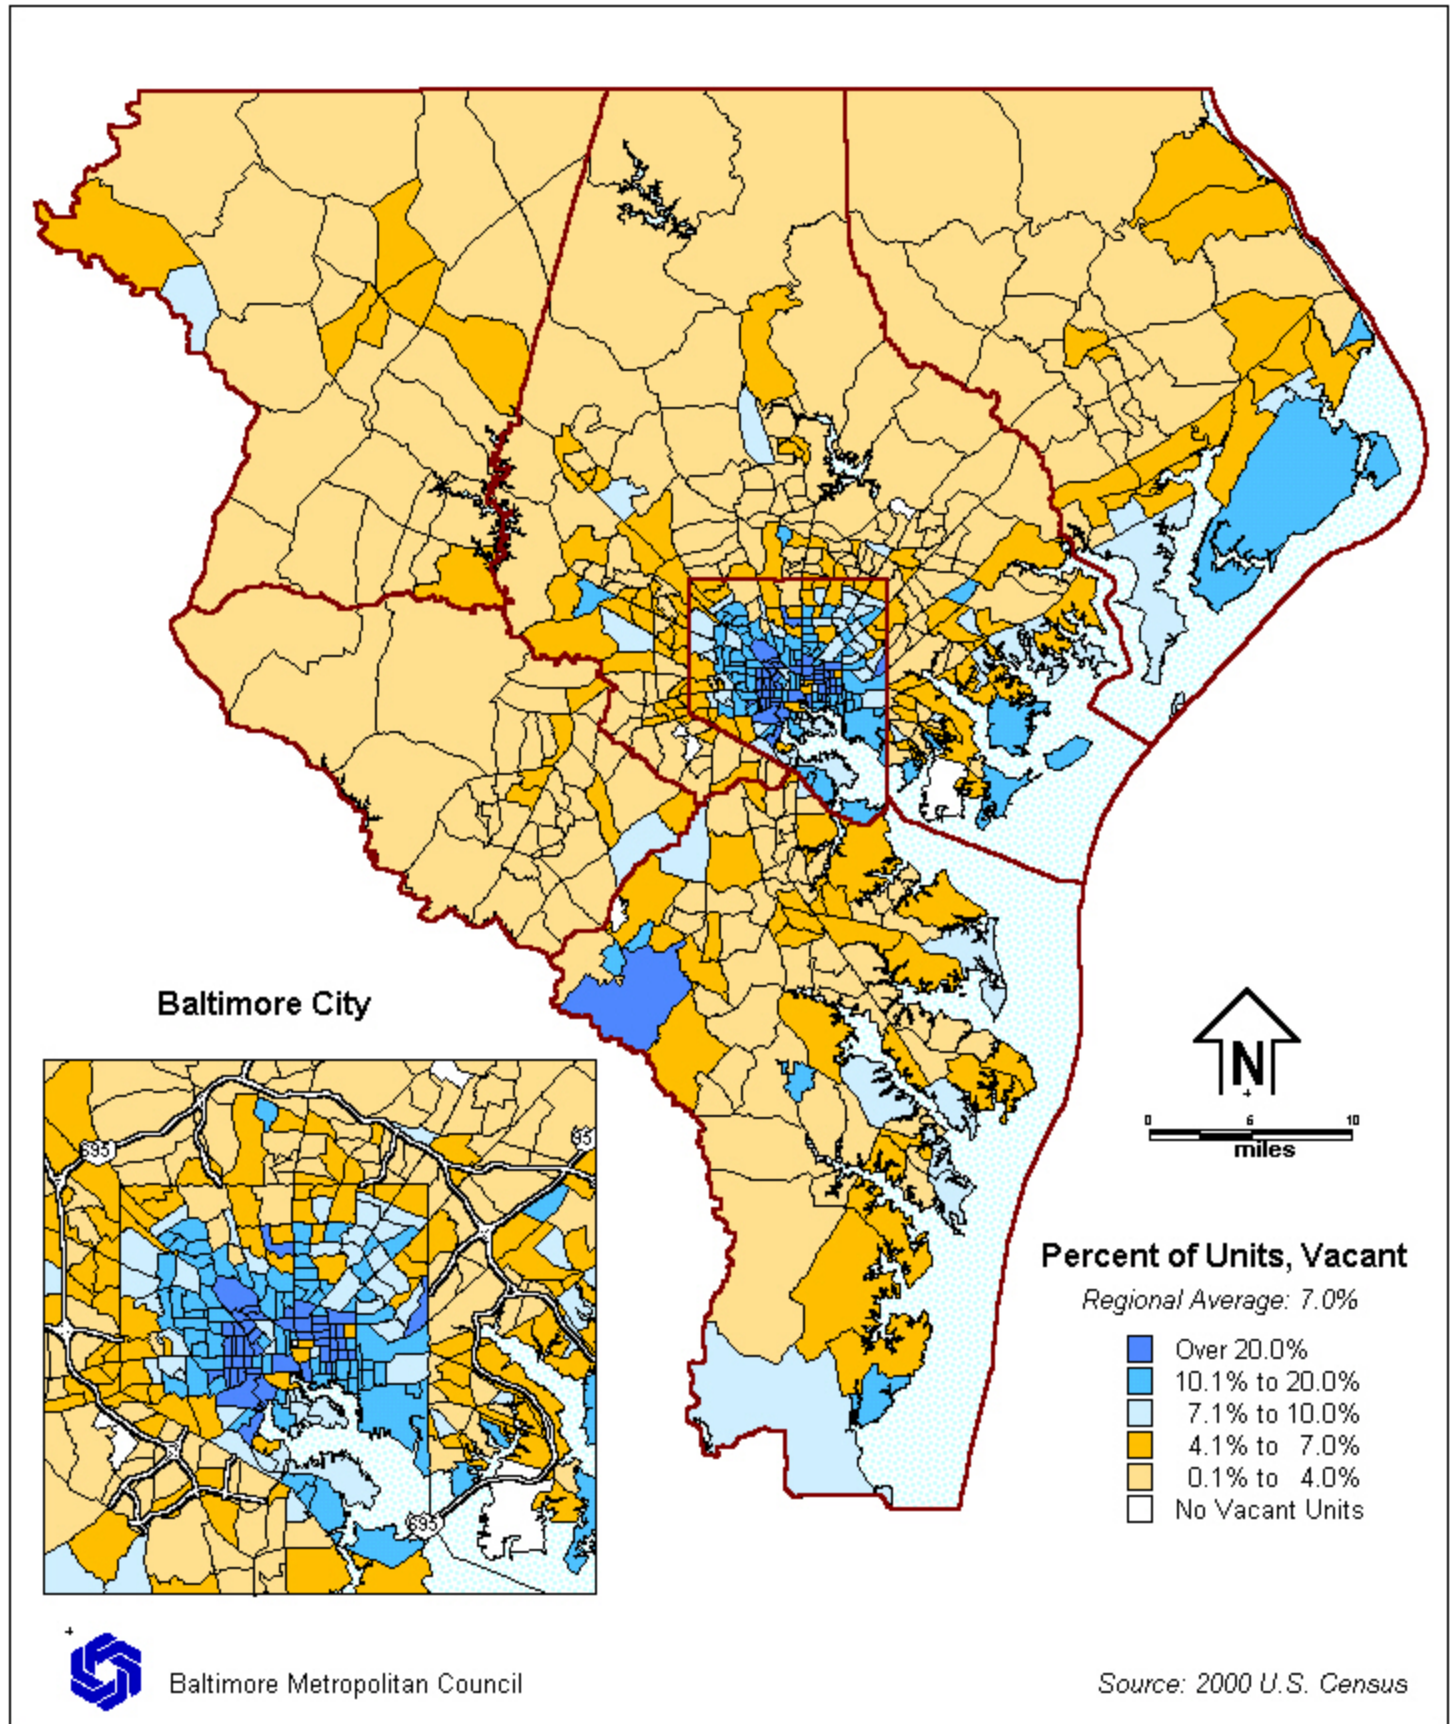 Baltimore City
695
95
695
N
0 6 10
miles
Percent of Units, Vacant
Regional Average: 7.0%
Over 20.0%
10.1% to 20.0%
7.1% to 10.0%
4.1% to 7.0%
0.1% to 4.0%
No Vacant Units
Baltimore Metropolitan Council
Source: 2000 U.S. Census